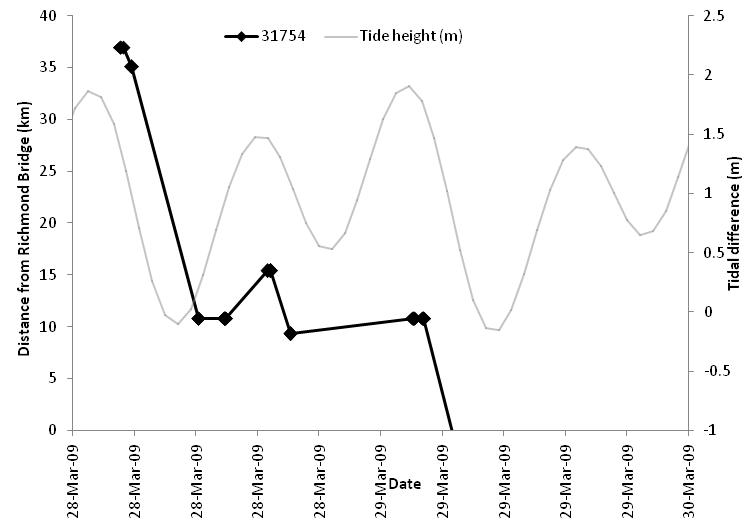 40
35
30
25
20
15
10
5
0
Distance from Richmond Bridge (km)
31754
Tide height (m)
2.5
2
1.5
1
0.5
0
-0.5
-1
Tidal difference (m)
28-Mar-09
28-Mar-09
28-Mar-09
28-Mar-09
28-Mar-09
29-Mar-09
29-Mar-09
29-Mar-09
29-Mar-09
29-Mar-09
30-Mar-09
Date